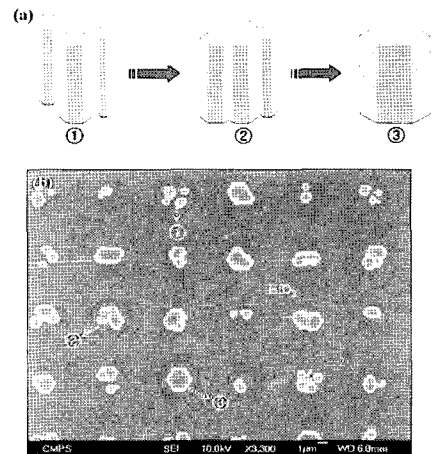 (a)
① ② ③
(b)
①
②
③
CMPS SEI 10.0kV X3,300 1μm WD 6.0mm